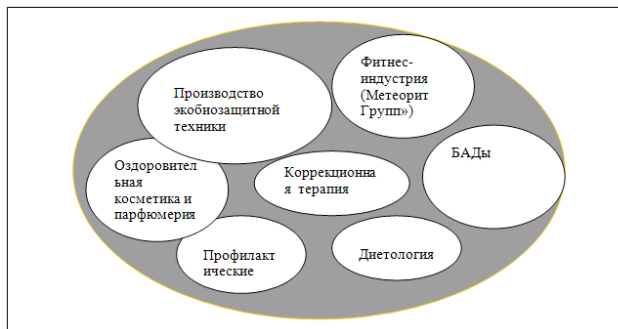 Производство
экобиозащитной
техники
Фитнес-
индустрия
(Метеорит
Групп»)
Оздоровител
ьная
косметика и
парфюмерия
Коррекционна
я терапия
БАДы
Профилакт
ические
Диетология